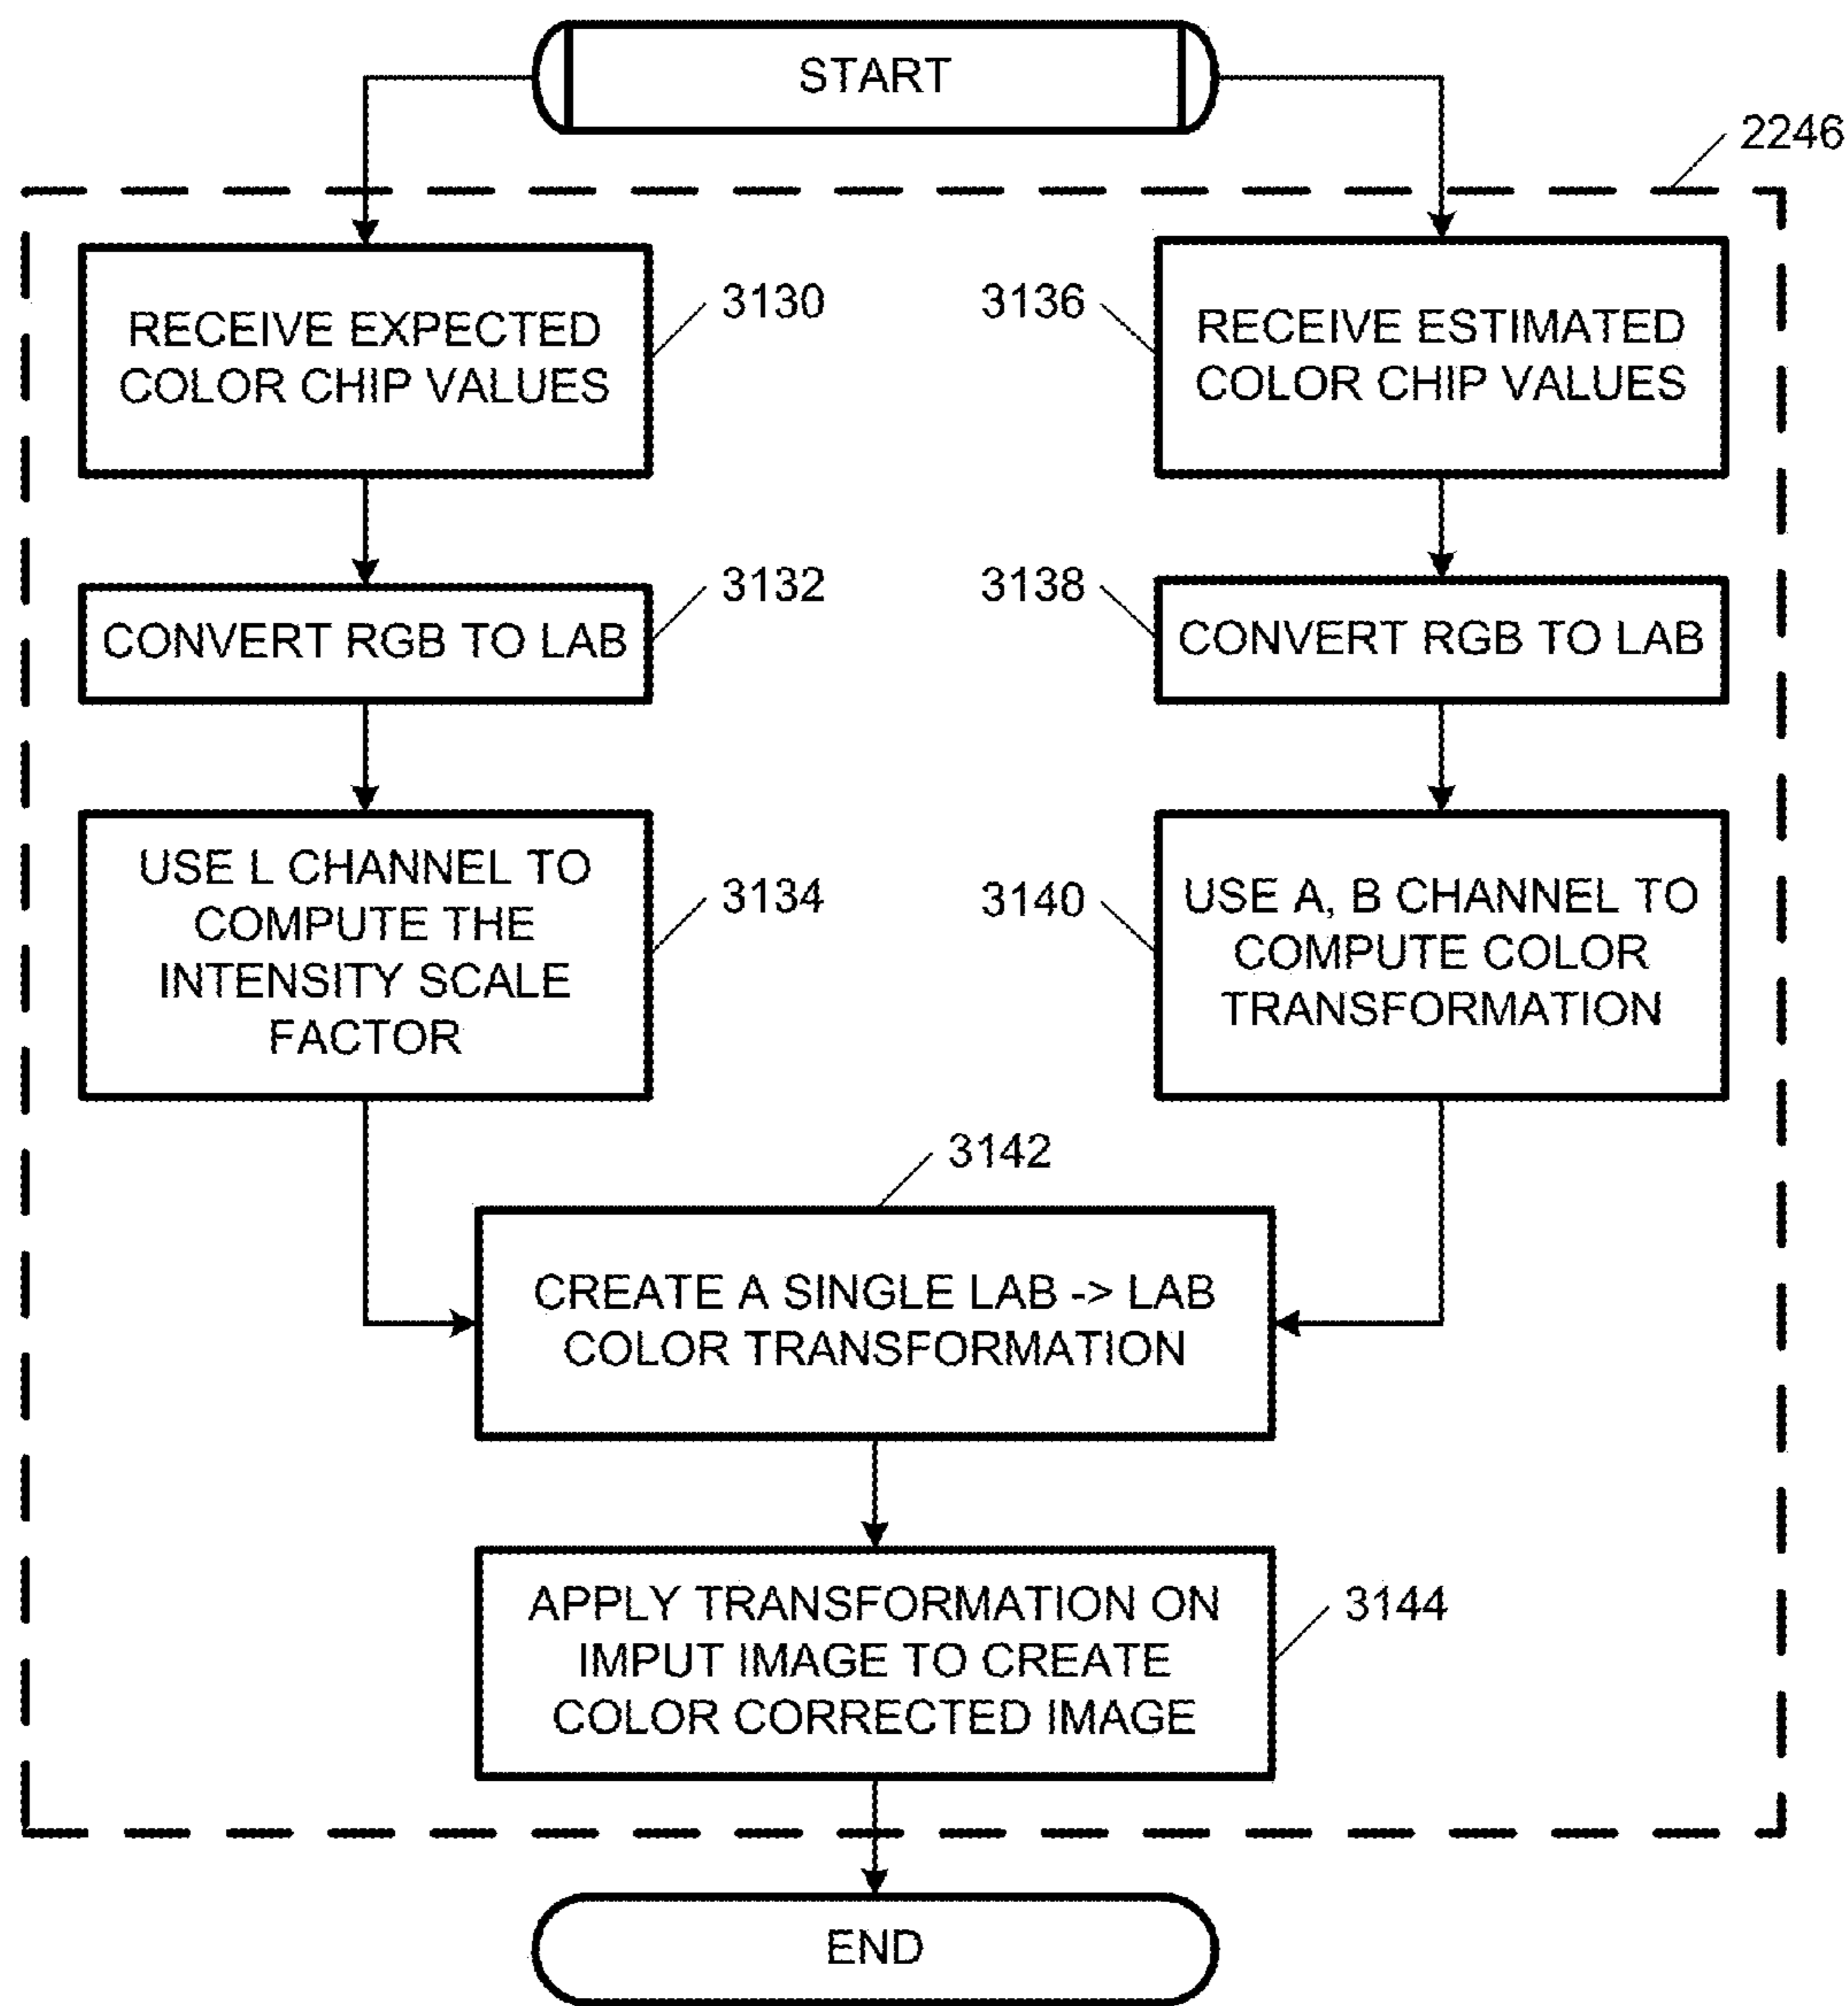 START
2246
RECEIVE EXPECTED
COLOR CHIP VALUES
3130
3136
RECEIVE ESTIMATED
COLOR CHIP VALUES
CONVERT RGB TO LAB
3132
3138
CONVERT RGB TO LAB
USE L CHANNEL TO
COMPUTE THE
INTENSITY SCALE
FACTOR
3134
3140
USE A, B CHANNEL TO
COMPUTE COLOR
TRANSFORMATION
3142
CREATE A SINGLE LAB -> LAB
COLOR TRANSFORMATION
APPLY TRANSFORMATION ON
IMPUT IMAGE TO CREATE
COLOR CORRECTED IMAGE
3144
END